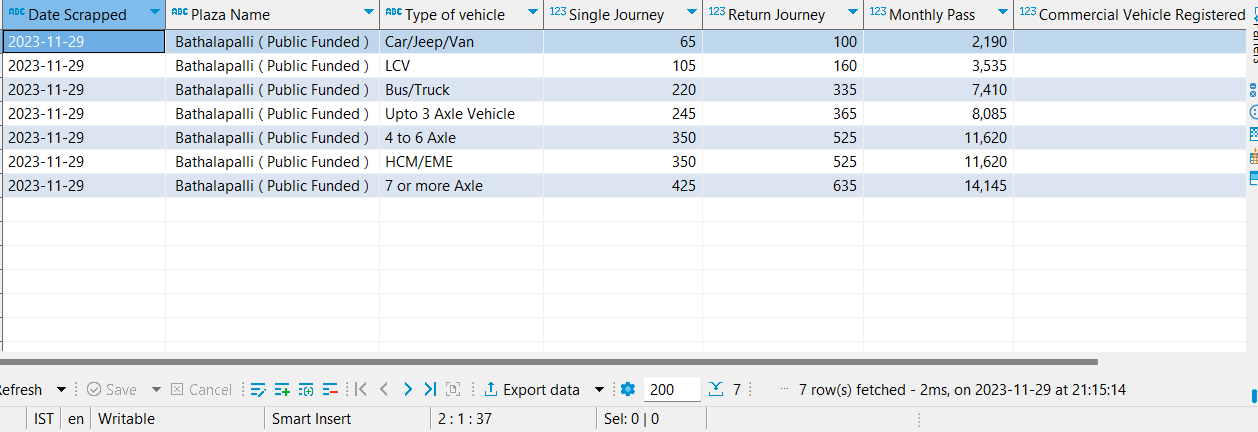 ABC Date Scrapped ABC Plaza Name ABC Type of vehicle 123 Single Journey 123 Return Journey 123 Monthly Pass 123 Commercial Vehicle Registered
2023-11-29 Bathalapalli ( Public Funded ) Car/Jeep/Van 65 100 2,190
2023-11-29 Bathalapalli ( Public Funded ) LCV 105 160 3,535
2023-11-29 Bathalapalli ( Public Funded ) Bus/Truck 220 335 7,410
2023-11-29 Bathalapalli ( Public Funded ) Upto 3 Axle Vehicle 245 365 8,085
2023-11-29 Bathalapalli ( Public Funded ) 4 to 6 Axle 350 525 11,620
2023-11-29 Bathalapalli ( Public Funded ) HCM/EME 350 525 11,620
2023-11-29 Bathalapalli ( Public Funded ) 7 or more Axle 425 635 14,145
efresh Save Cancel Export data 200 7 ... 7 row(s) fetched - 2ms, on 2023-11-29 at 21:15:14
IST en Writable Smart Insert 2 : 1 : 37 Sel: 0 | 0